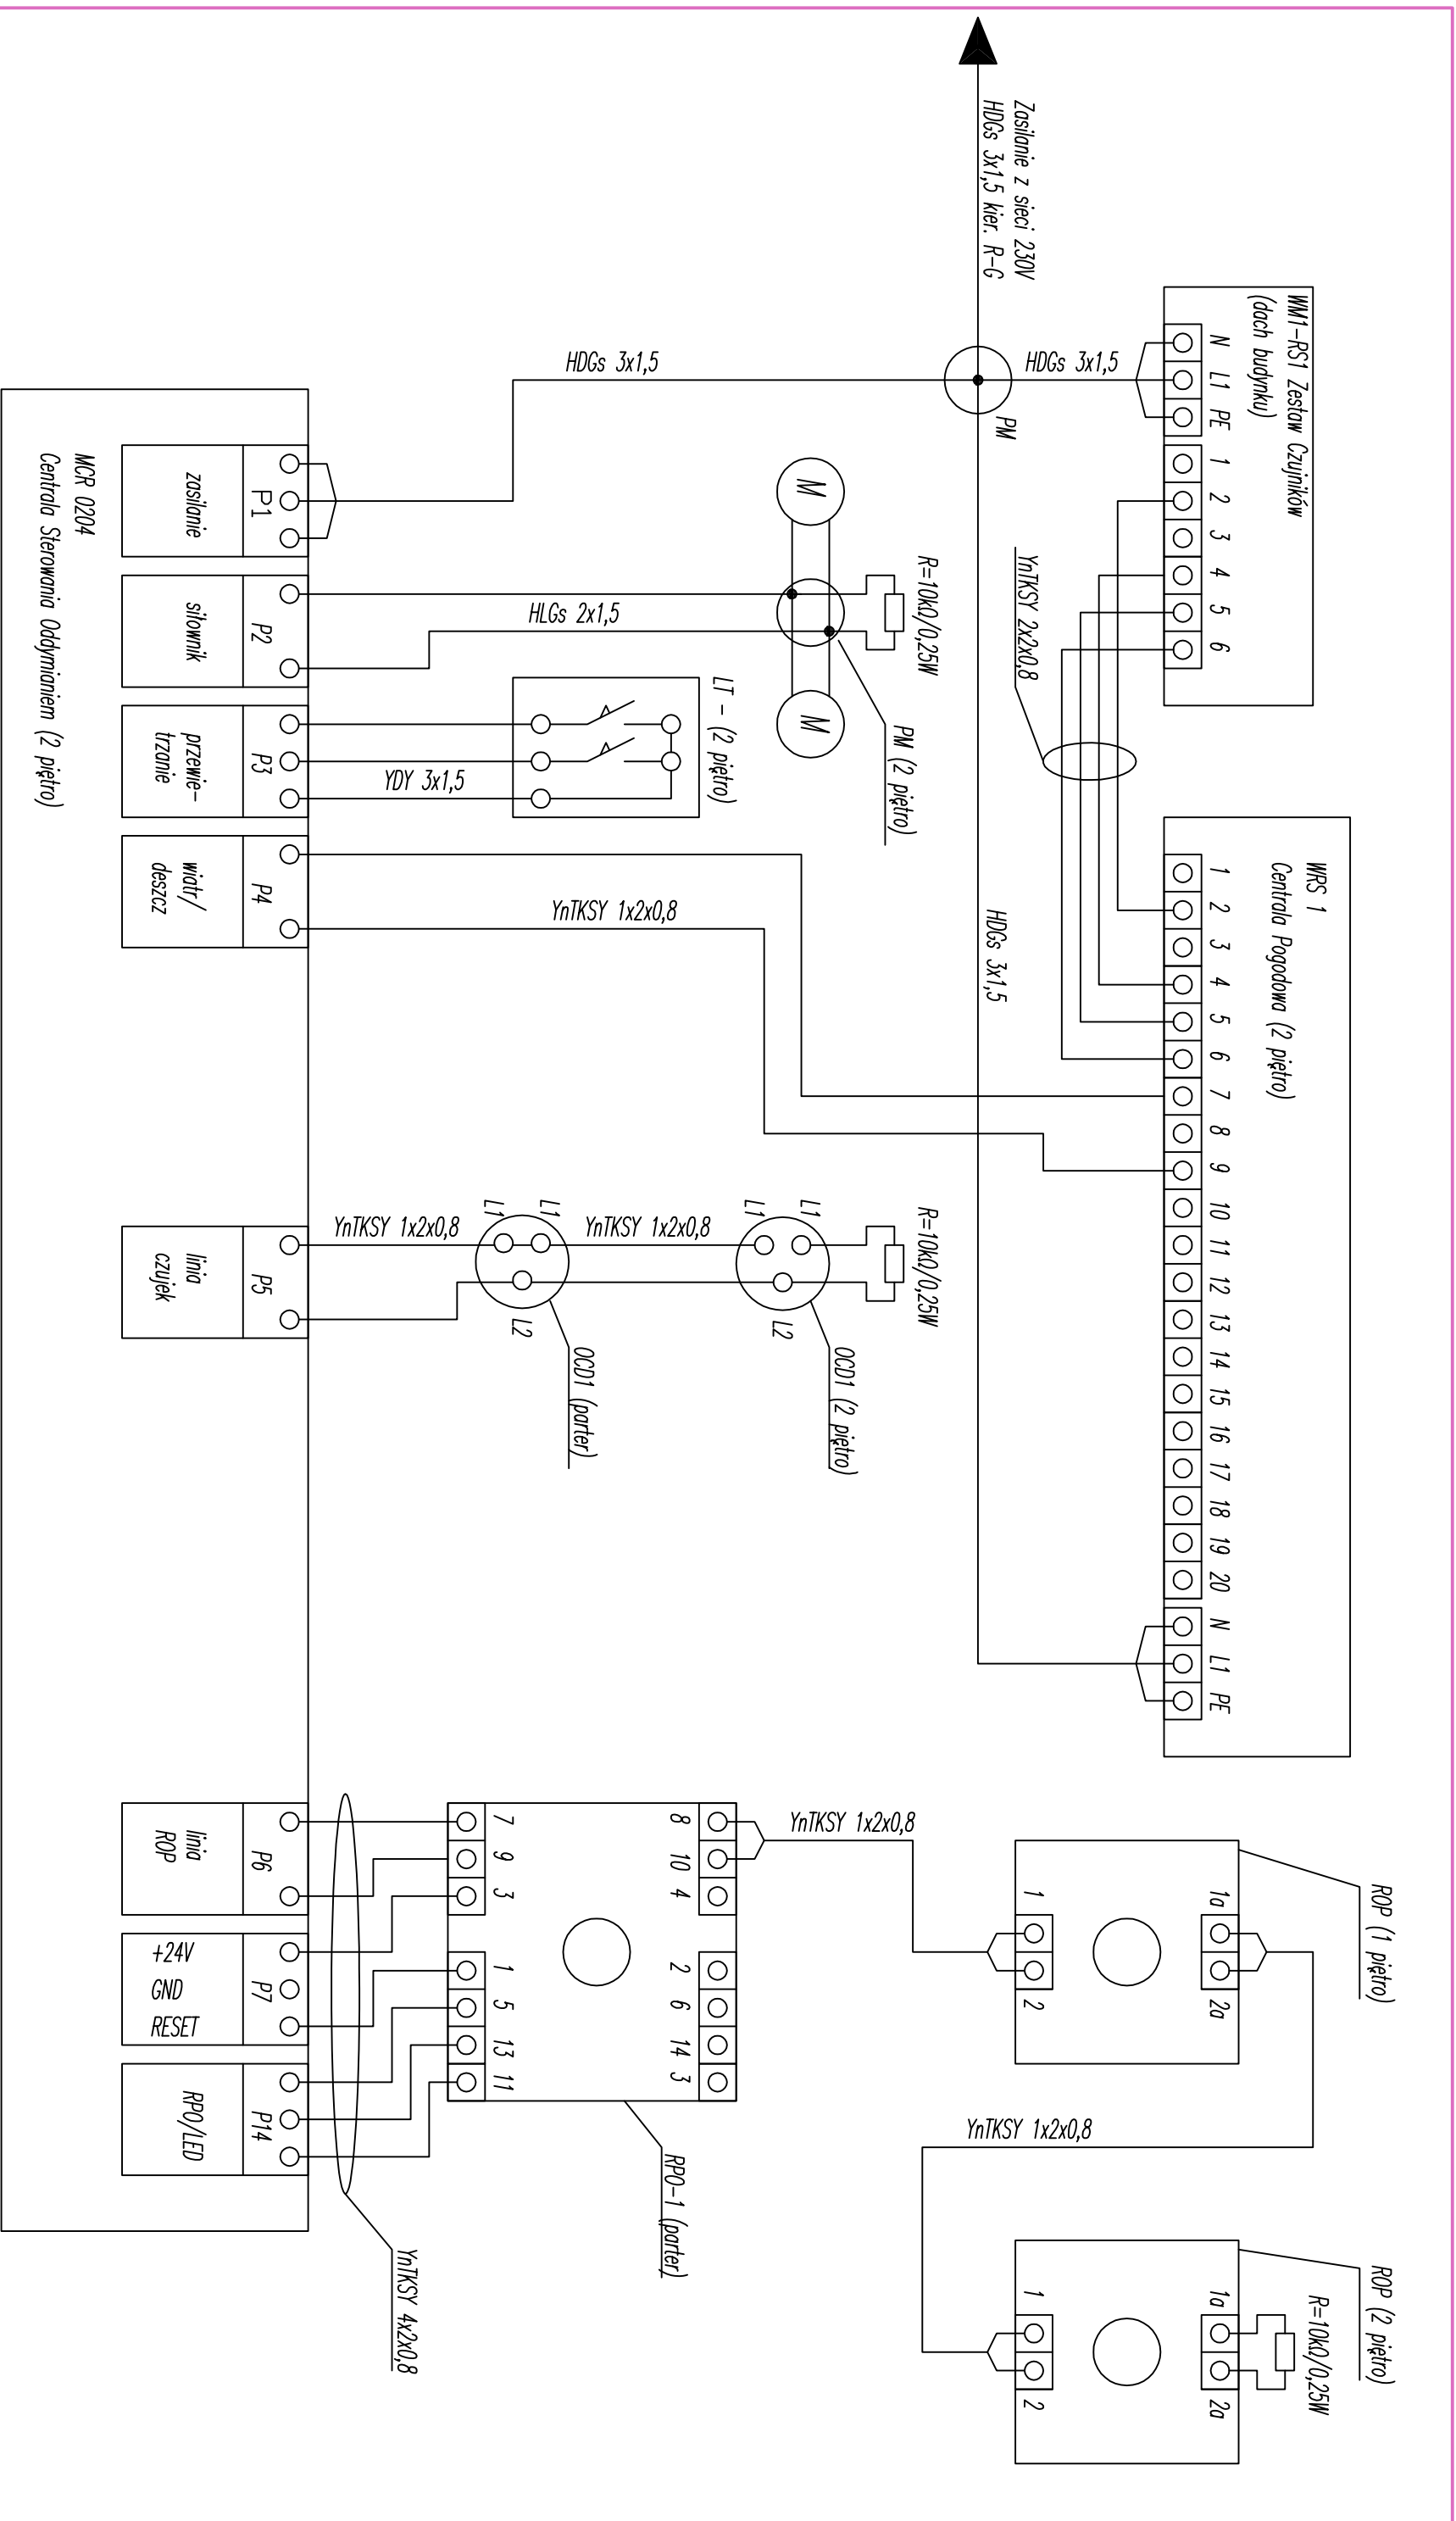 Zasilanie z sieci 230V
HDGs 3x1,5 kier. R-G
WM1-RS1 Zestaw Czujników
(dach budynku)
N
L1
PE
1
2
3
4
5
6
HDGs 3x1,5
PM
HDGs 3x1,5
YnTKSY 2x2x0,8
WRS 1
Centrala Pogodowa (2 piętro)
1
2
3
4
5
6
7
8
9
10
11
12
13
14
15
16
17
18
19
20
N
L1
PE
HDGs 3x1,5
M
M
R=10kΩ/0,25W
PM (2 piętro)
HLGs 2x1,5
LT - (2 piętro)
YDY 3x1,5
YnTKSY 1x2x0,8
R=10kΩ/0,25W
L1
L1
L2
OCD1 (2 piętro)
YnTKSY 1x2x0,8
L1
L1
L2
OCD1 (parter)
YnTKSY 1x2x0,8
ROP (1 piętro)
1a
2a
1
2
YnTKSY 1x2x0,8
ROP (2 piętro)
R=10kΩ/0,25W
1a
2a
1
2
YnTKSY 1x2x0,8
8
10
4
2
6
14
3
7
9
3
1
5
13
11
RPO-1 (parter)
YnTKSY 4x2x0,8
P1
zasilanie
P2
siłownik
P3
przewie-
trzanie
P4
wiatr/
deszcz
P5
linia
czujek
P6
linia
ROP
P7
+24V
GND
RESET
P14
RPO/LED
MCR 0204
Centrala Sterowania Oddymianiem (2 piętro)